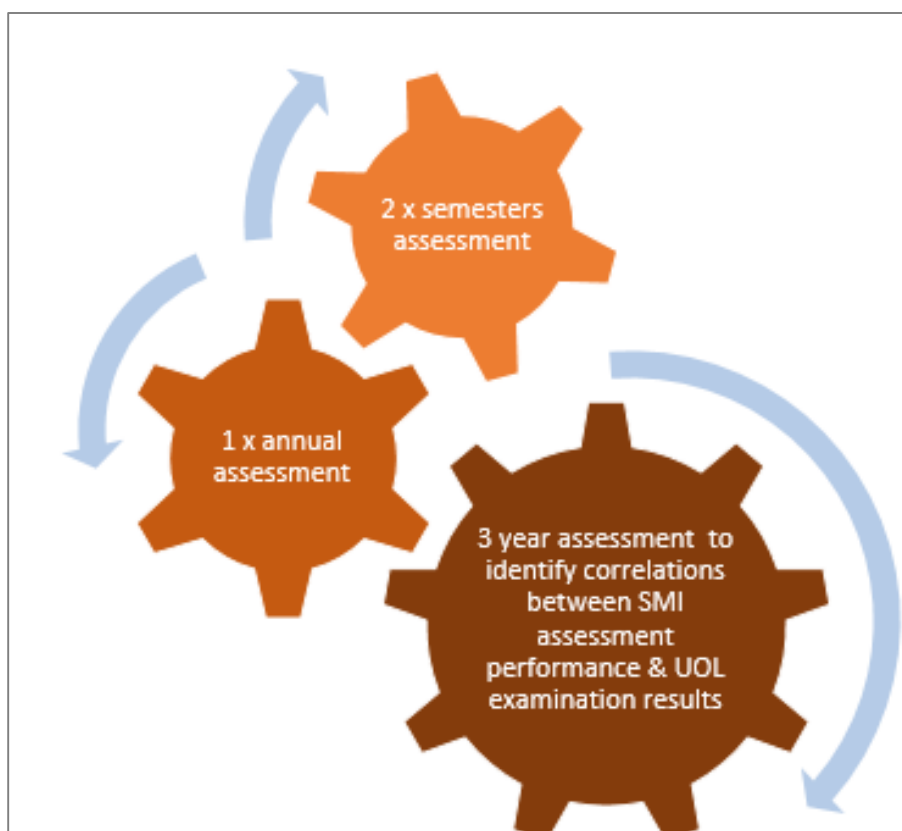 2 x semesters
assessment
1 x annual
assessment
3 year assessment to
identify correlations
between SMI
assessment
performance & UOL
examination results